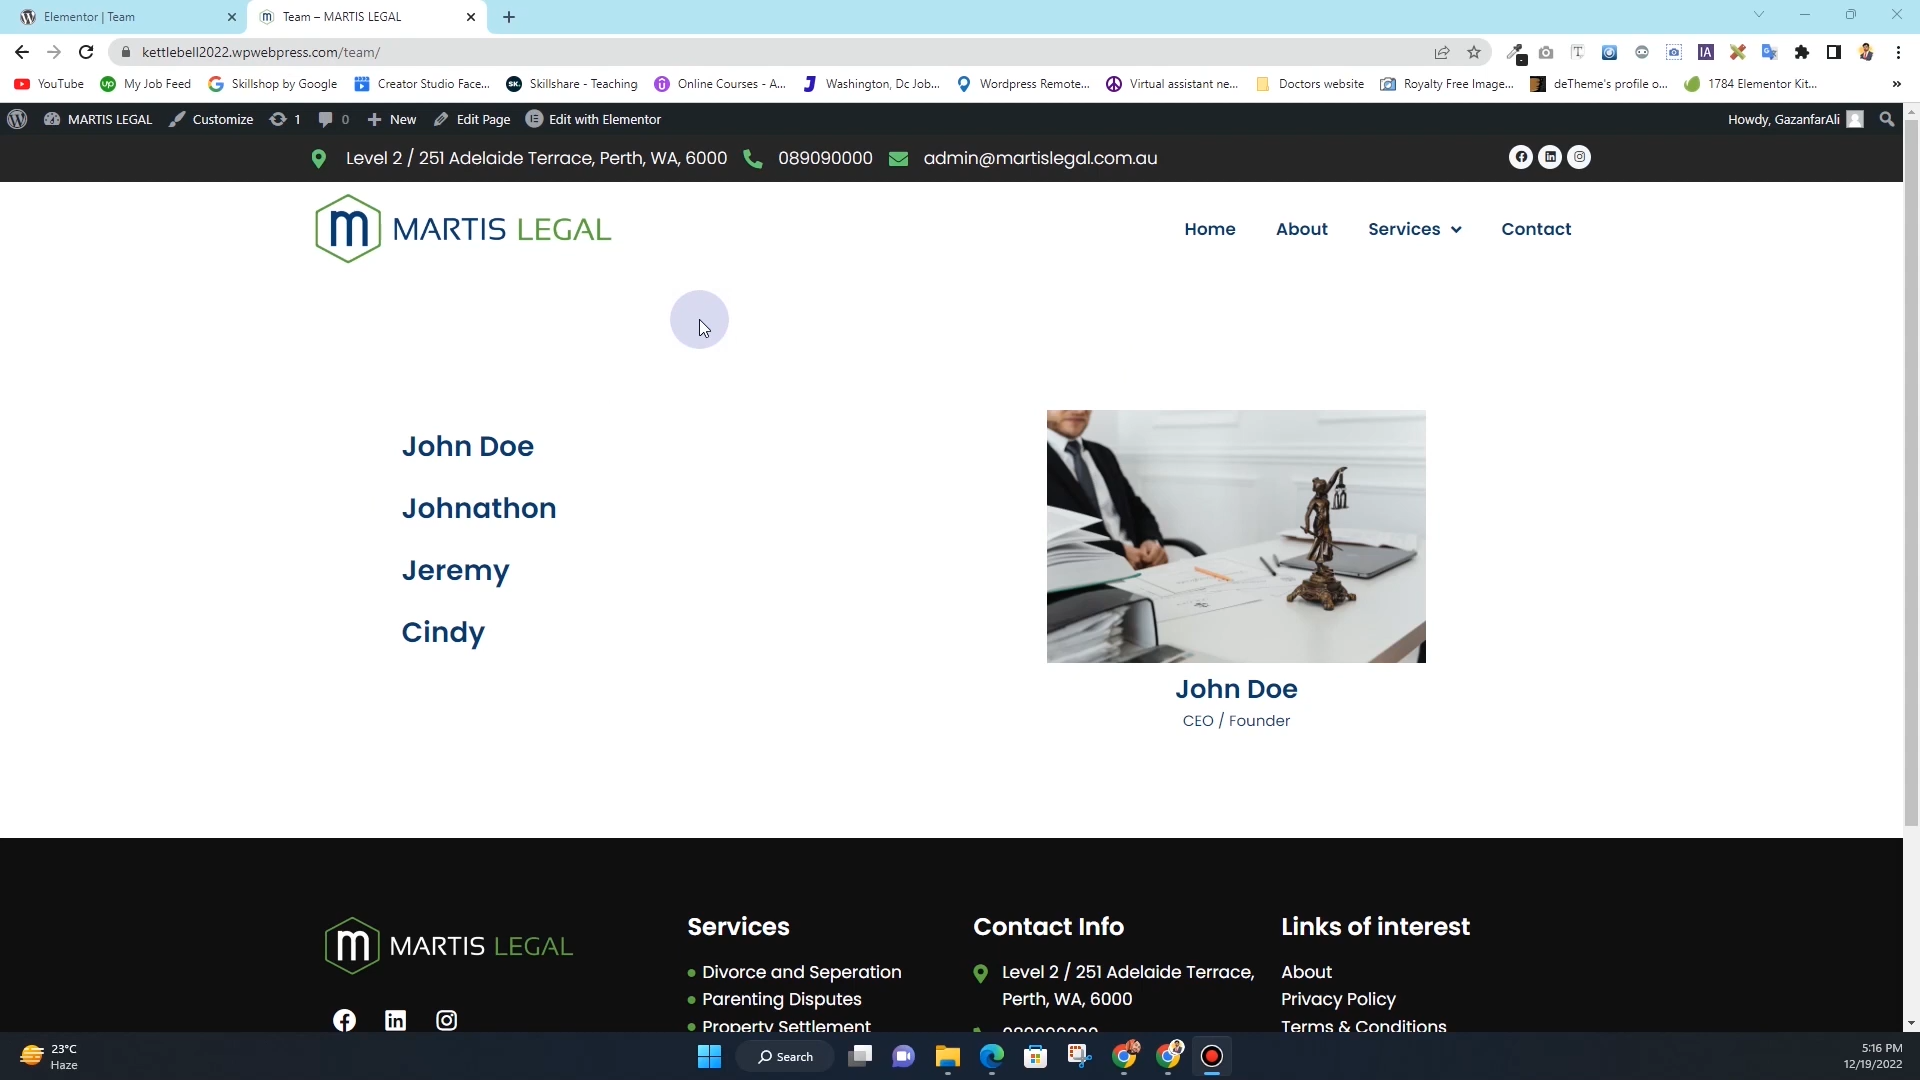 Elementor | Team
Team – MARTIS LEGAL
kettlebell2022.wpwebpress.com/team/
YouTube
My Job Feed
Skillshop by Google
Creator Studio Face...
Skillshare - Teaching
Online Courses - A...
Washington, Dc Job...
Wordpress Remote...
Virtual assistant ne...
Doctors website
Royalty Free Image...
deTheme's profile o...
1784 Elementor Kit...
MARTIS LEGAL
Customize
1
0
New
Edit Page
Edit with Elementor
Howdy, GazanfarAli
Level 2 / 251 Adelaide Terrace, Perth, WA, 6000
089090000
admin@martislegal.com.au
m MARTIS LEGAL
Home
About
Services
Contact
John Doe
Johnathon
Jeremy
Cindy
John Doe
CEO / Founder
m MARTIS LEGAL
Services
Divorce and Seperation
Parenting Disputes
Property Settlement
Contact Info
Level 2 / 251 Adelaide Terrace,
Perth, WA, 6000
089090000
Links of interest
About
Privacy Policy
Terms & Conditions
23°C
Haze
Search
5:16 PM
12/19/2022